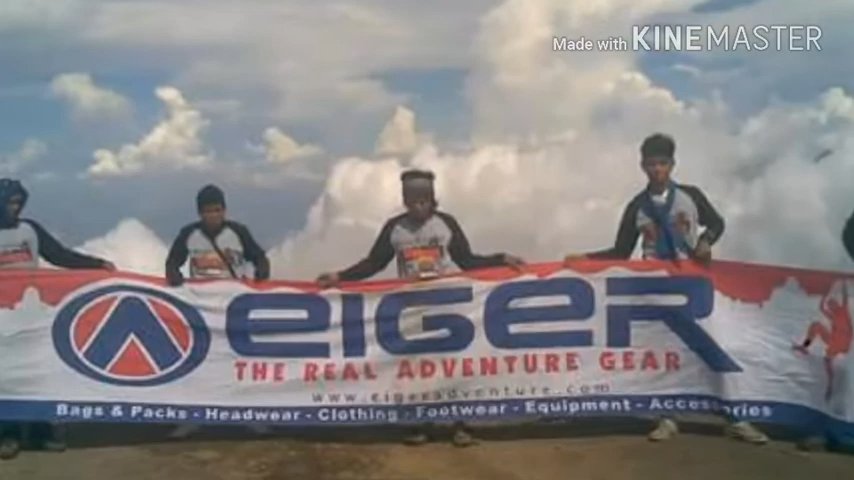 Made with KINEMASTER
eiGeR
THE REAL ADVENTURE GEAR
www.eigeradventure.com
Bags & Packs - Headwear - Clothing - Footwear - Equipment - Accessories